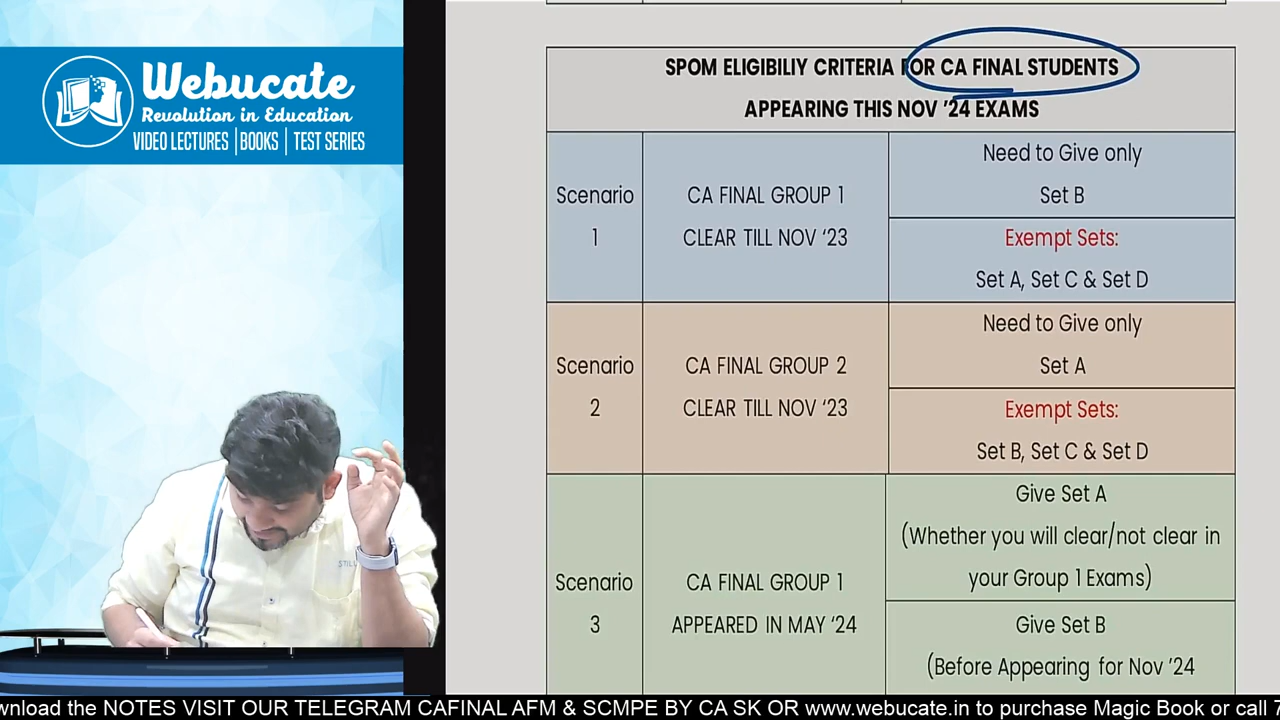 Webucate
Revolution in Education
VIDEO LECTURES | BOOKS | TEST SERIES
SPOM ELIGIBILIY CRITERIA FOR CA FINAL STUDENTS
APPEARING THIS NOV '24 EXAMS
Scenario
1
CA FINAL GROUP 1
CLEAR TILL NOV '23
Need to Give only
Set B
Exempt Sets:
Set A, Set C & Set D
Scenario
2
CA FINAL GROUP 2
CLEAR TILL NOV '23
Need to Give only
Set A
Exempt Sets:
Set B, Set C & Set D
Scenario
3
CA FINAL GROUP 1
APPEARED IN MAY '24
Give Set A
(Whether you will clear/not clear in
your Group 1 Exams)
Give Set B
(Before Appearing for Nov '24
wnload the NOTES VISIT OUR TELEGRAM CAFINAL AFM & SCMPE BY CA SK OR www.webucate.in to purchase Magic Book or call 7